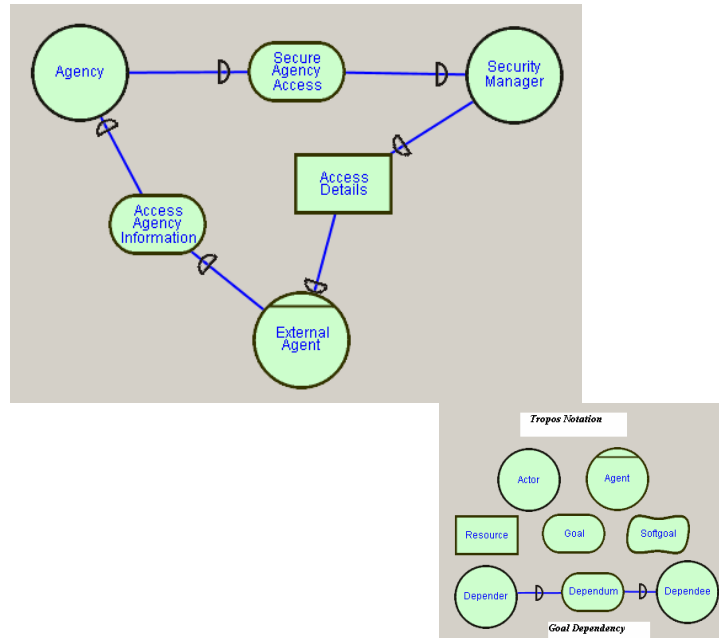 Agency
Secure
Agency
Access
Security
Manager
Access
Details
Access
Agency
Information
External
Agent
Tropos Notation
Actor
Agent
Resource
Goal
Softgoal
Depender
Dependum
Dependee
Goal Dependency